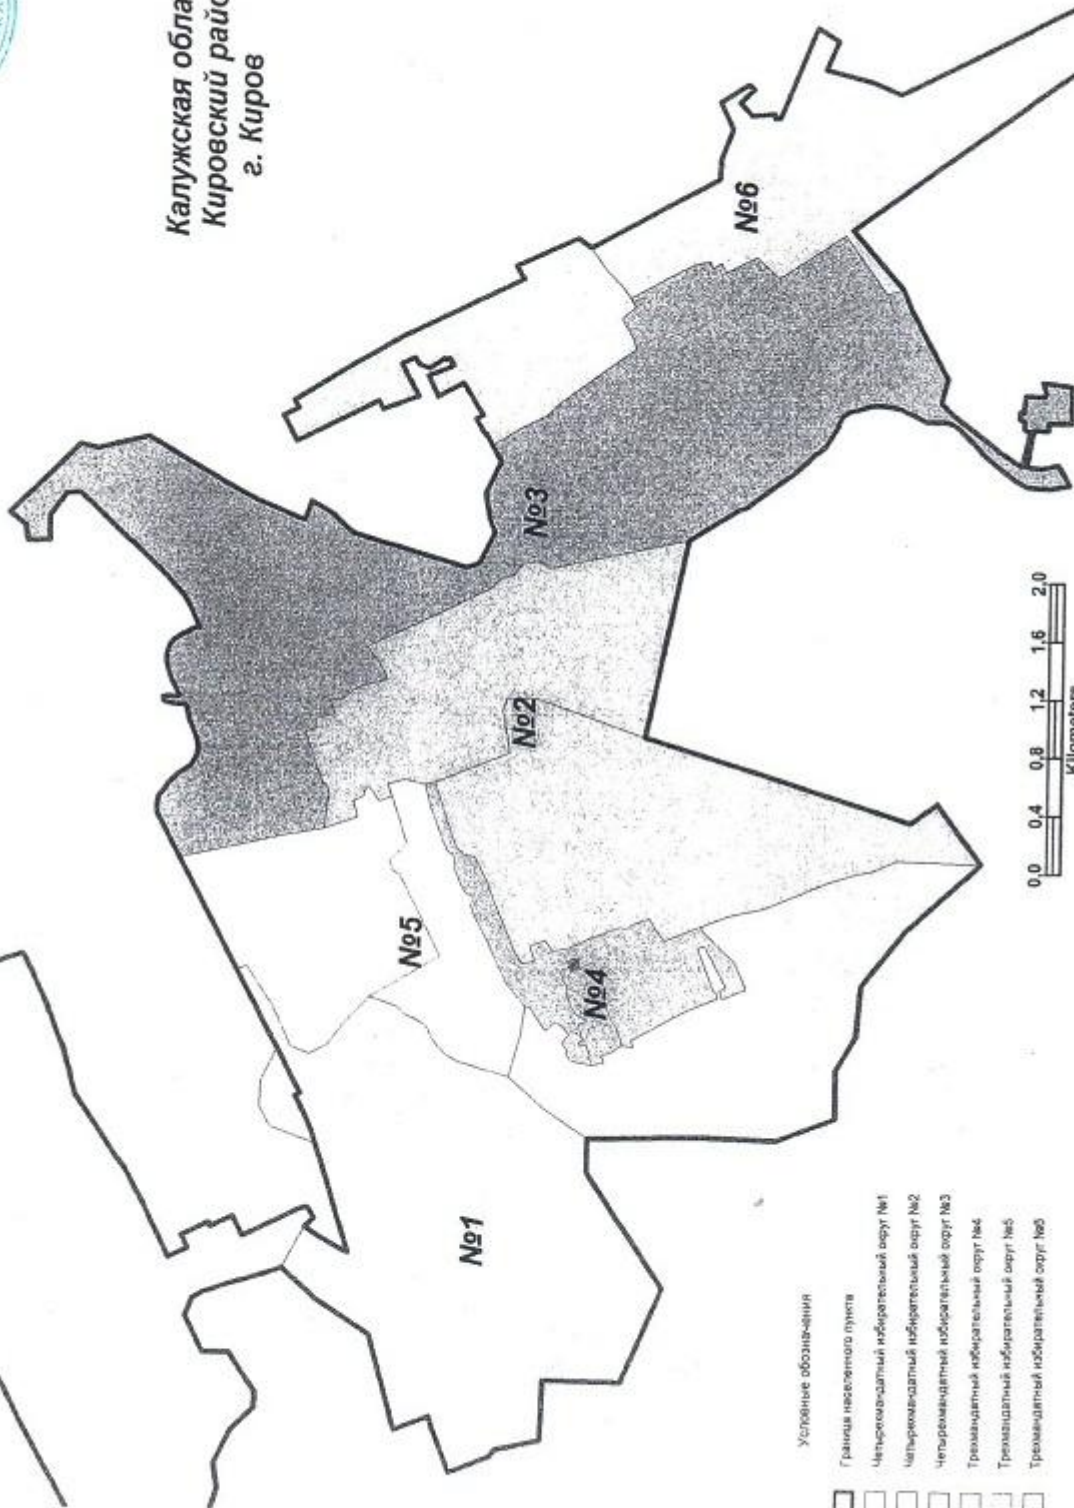 Калужская обла
Кировский райо
г. Киров
№6
№3
№2
№5
№4
№1
0,0 0,4 0,8 1,2 1,6 2,0
Kilometers
Условные обозначения
Граница населенного пункта
Четырехмандатный избирательный округ №1
Четырехмандатный избирательный округ №2
Четырехмандатный избирательный округ №3
Трехмандатный избирательный округ №4
Трехмандатный избирательный округ №5
Трехмандатный избирательный округ №6